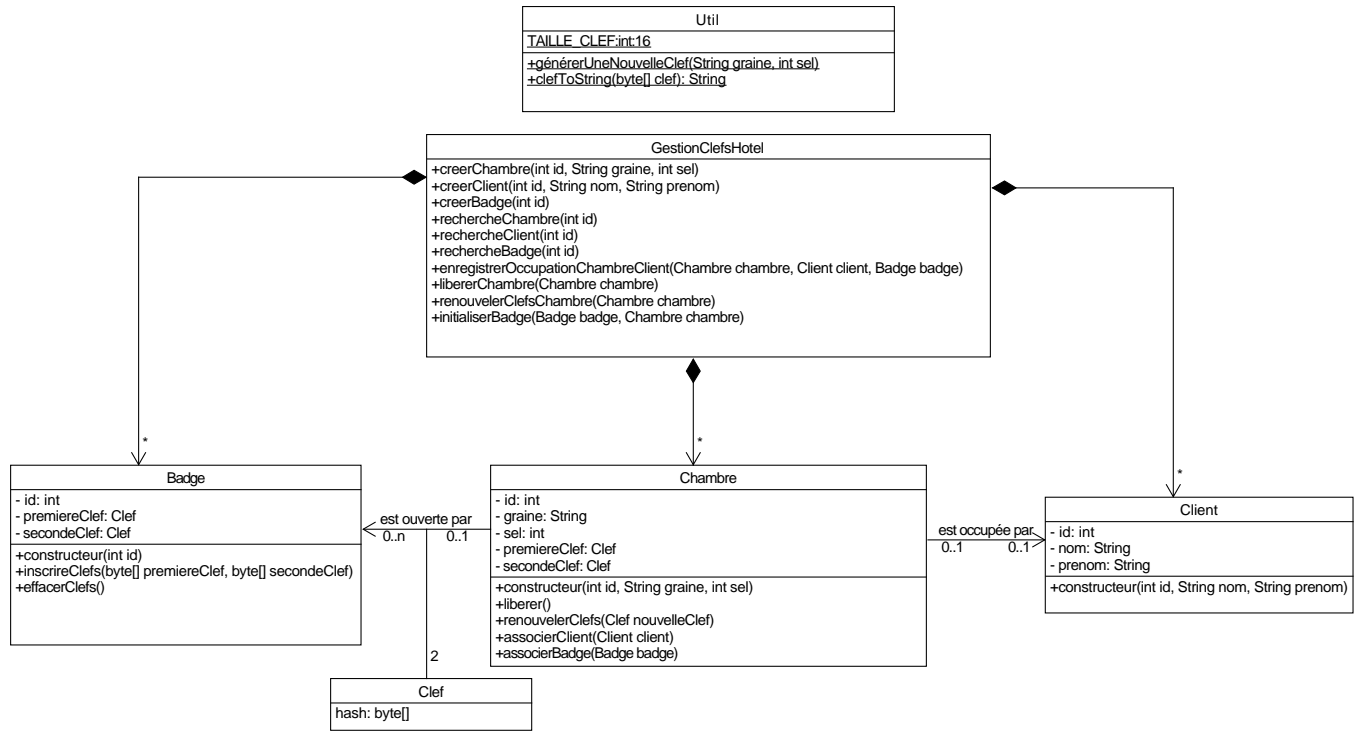 Util
TAILLE_CLEF:int:16
+générerUneNouvelleClef(String graine, int sel)
+clefToString(byte[] clef): String
GestionClefsHotel
+creerChambre(int id, String graine, int sel)
+creerClient(int id, String nom, String prenom)
+creerBadge(int id)
+rechercheChambre(int id)
+rechercheClient(int id)
+rechercheBadge(int id)
+enregistrerOccupationChambreClient(Chambre chambre, Client client, Badge badge)
+libererChambre(Chambre chambre)
+renouvelerClefsChambre(Chambre chambre)
+initialiserBadge(Badge badge, Chambre chambre)
*
*
*
Badge
- id: int
- premiereClef: Clef
- secondeClef: Clef
+constructeur(int id)
+inscrireClefs(byte[] premiereClef, byte[] secondeClef)
+effacerClefs()
est ouverte par
0..n
0..1
Chambre
- id: int
- graine: String
- sel: int
- premiereClef: Clef
- secondeClef: Clef
+constructeur(int id, String graine, int sel)
+liberer()
+renouvelerClefs(Clef nouvelleClef)
+associerClient(Client client)
+associerBadge(Badge badge)
est occupée par
0..1
0..1
Client
- id: int
- nom: String
- prenom: String
+constructeur(int id, String nom, String prenom)
2
Clef
hash: byte[]